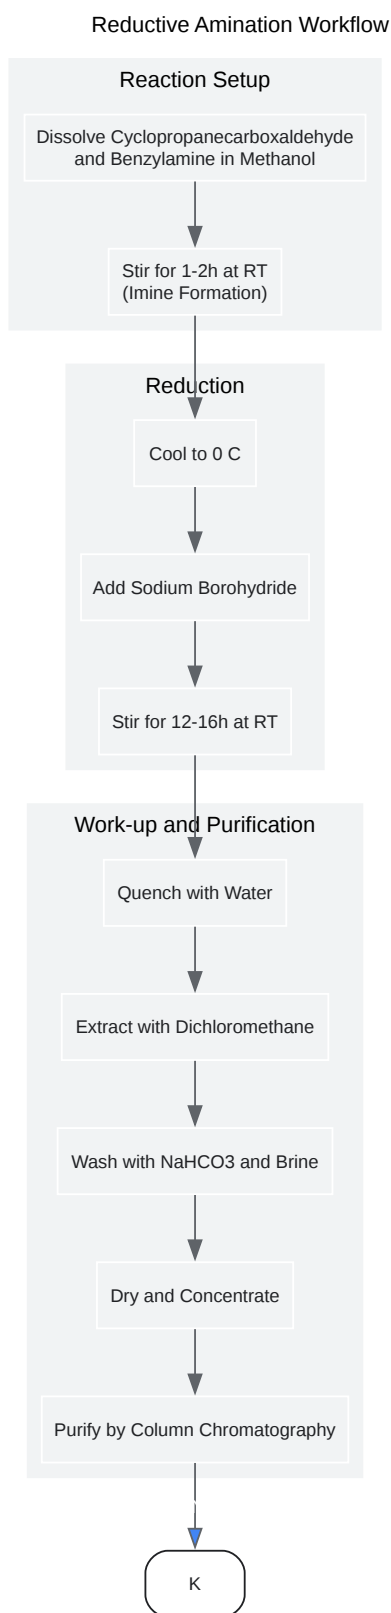 Reductive Amination Workflow
Reaction Setup
Dissolve Cyclopropanecarboxaldehyde
and Benzylamine in Methanol
Stir for 1-2h at RT
(Imine Formation)
Reduction
Cool to 0 C
Add Sodium Borohydride
Stir for 12-16h at RT
Work-up and Purification
Quench with Water
Extract with Dichloromethane
Wash with NaHCO3 and Brine
Dry and Concentrate
Purify by Column Chromatography
K